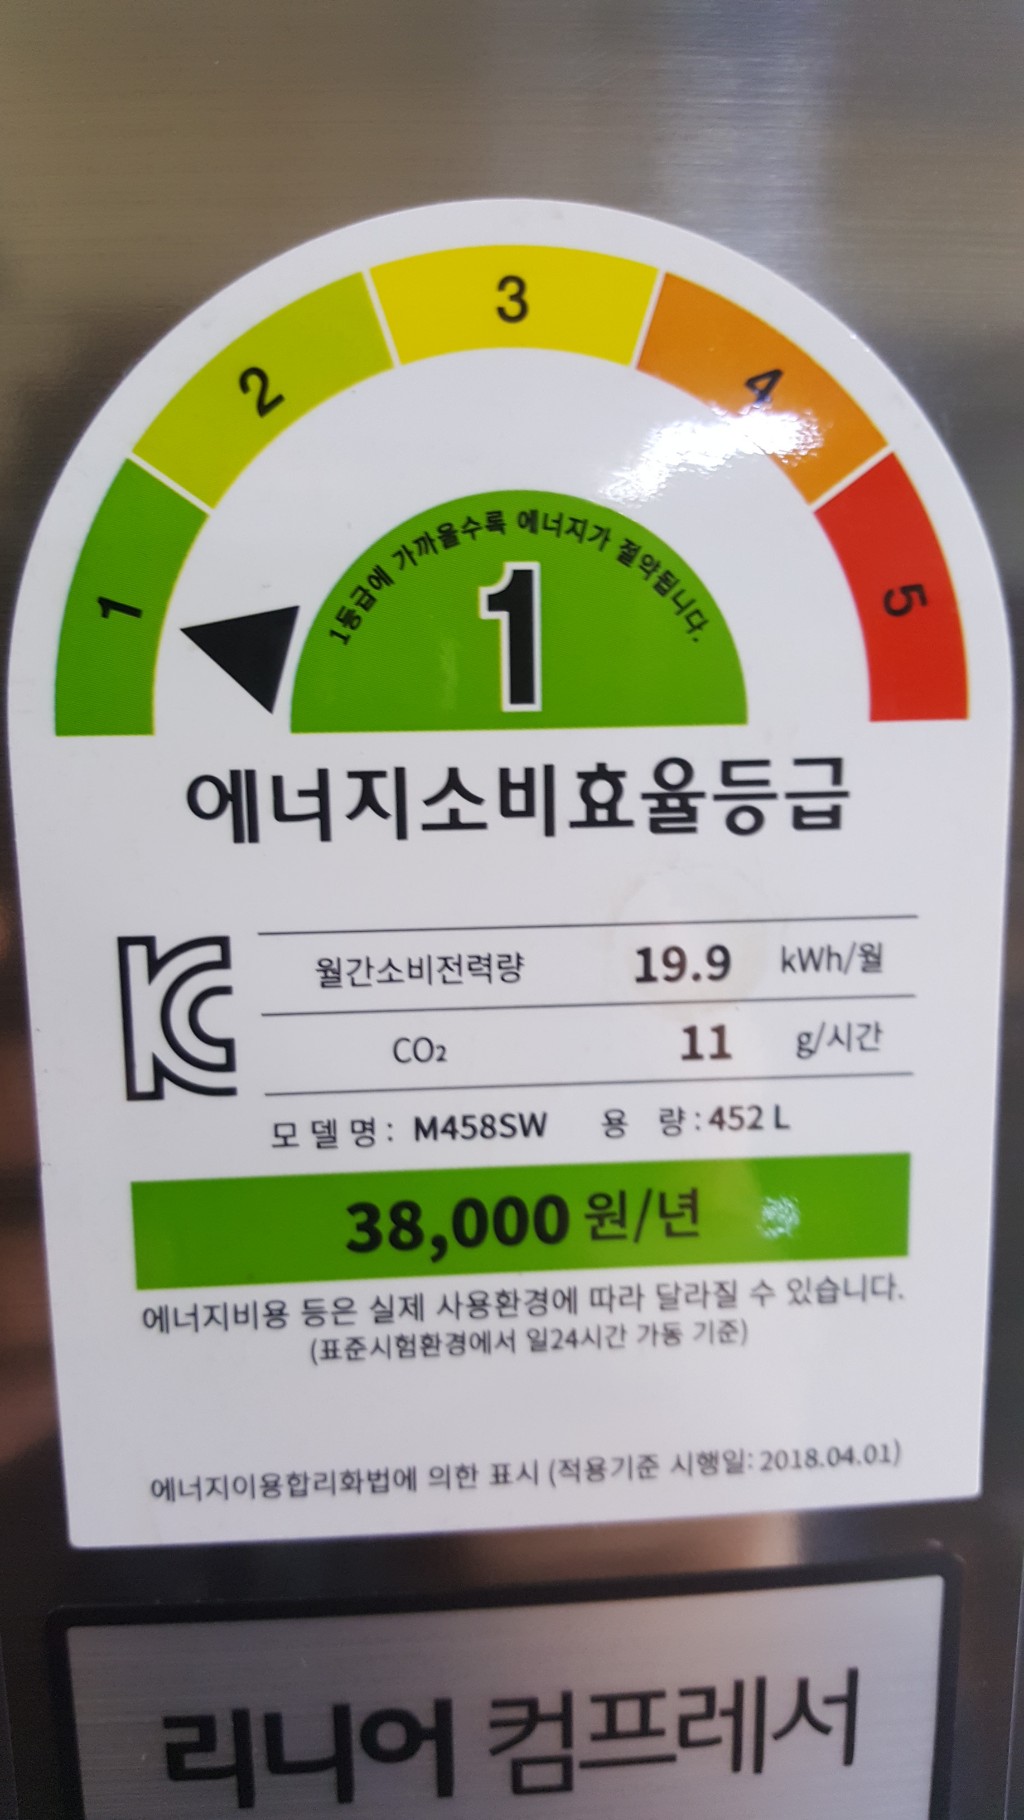 1
2
3
4
5
1등급에 가까울수록 에너지가 절약됩니다.
1
에너지소비효율등급
KC
월간소비전력량 19.9 kWh/월
CO₂ 11 g/시간
모델명: M458SW 용 량: 452 L
38,000원/년
에너지비용 등은 실제 사용환경에 따라 달라질 수 있습니다.
(표준시험환경에서 일24시간 가동 기준)
에너지이용합리화법에 의한 표시 (적용기준 시행일: 2018.04.01)
리니어 컴프레서